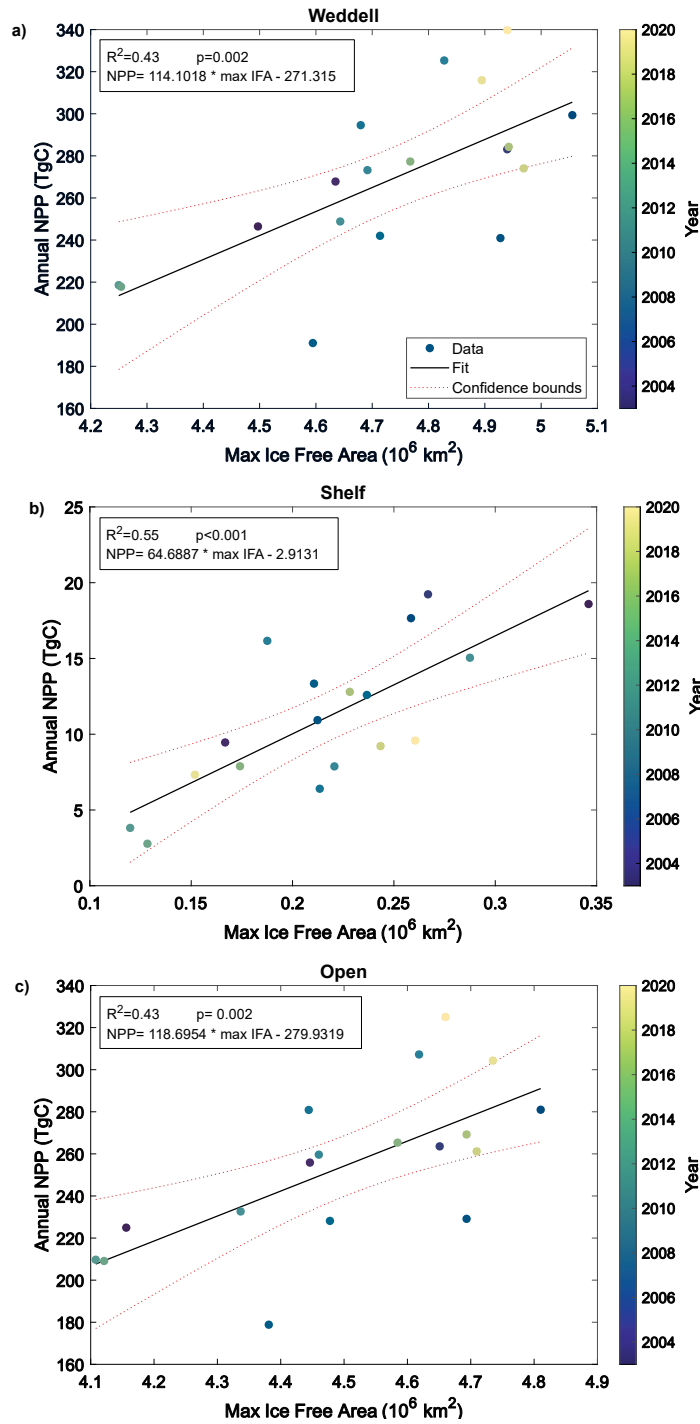 Weddell
a)
R²=0.43 p=0.002
NPP= 114.1018 * max IFA - 271.315
Annual NPP (TgC)
340
320
300
280
260
240
220
200
180
160
4.2 4.3 4.4 4.5 4.6 4.7 4.8 4.9 5 5.1
Max Ice Free Area (10⁶ km²)
Data
Fit
Confidence bounds
2020
2018
2016
2014
2012
2010
2008
2006
2004
Year
Shelf
b)
R²=0.55 p<0.001
NPP= 64.6887 * max IFA - 2.9131
Annual NPP (TgC)
25
20
15
10
5
0
0.1 0.15 0.2 0.25 0.3 0.35
Max Ice Free Area (10⁶ km²)
2020
2018
2016
2014
2012
2010
2008
2006
2004
Year
Open
c)
R²=0.43 p= 0.002
NPP= 118.6954 * max IFA - 279.9319
Annual NPP (TgC)
340
320
300
280
260
240
220
200
180
160
4.1 4.2 4.3 4.4 4.5 4.6 4.7 4.8 4.9
Max Ice Free Area (10⁶ km²)
2020
2018
2016
2014
2012
2010
2008
2006
2004
Year